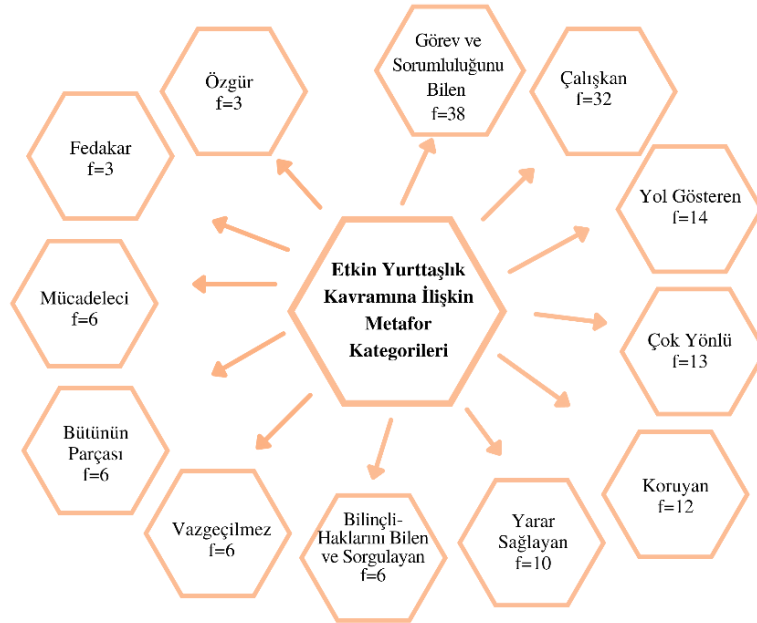 Etkin Yurttaşlık
Kavramına İlişkin
Metafor
Kategorileri
Görev ve
Sorumluluğunu
Bilen
f=38
Çalışkan
f=32
Yol Gösteren
f=14
Çok Yönlü
f=13
Koruyan
f=12
Yarar
Sağlayan
f=10
Bilinçli-
Haklarını Bilen
ve Sorgulayan
f=6
Vazgeçilmez
f=6
Bütünün
Parçası
f=6
Mücadeleci
f=6
Fedakar
f=3
Özgür
f=3